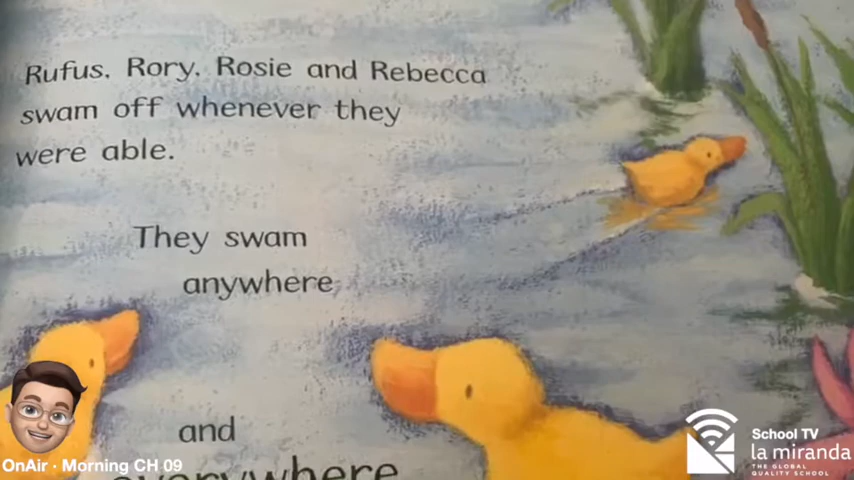 Rufus, Rory, Rosie and Rebecca
swam off whenever they
were able.
They swam
anywhere,
and
everywhere
OnAir · Morning CH 09
School TV
la miranda
THE GLOBAL
QUALITY SCHOOL